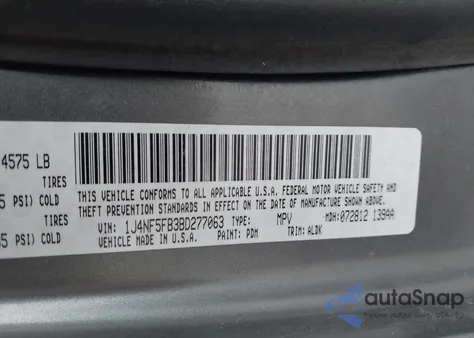 4575 LB
TIRES
5 PSI) COLD
TIRES
35 PSI) COLD
THIS VEHICLE CONFORMS TO ALL APPLICABLE U.S.A. FEDERAL MOTOR VEHICLE SAFETY AND
THEFT PREVENTION STANDARDS IN EFFECT ON THE DATE OF MANUFACTURE SHOWN ABOVE.
VIN: 1J4NF5FB3BD277063 TYPE: MPV MDH: 072812 139AA
VEHICLE MADE IN U.S.A. PAINT: PDM TRIM: ALDK
autoSnap